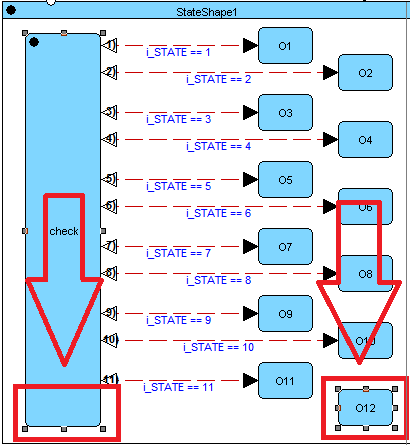 StateShape1
1)
i_STATE == 1
O1
2)
i_STATE == 2
O2
3)
i_STATE == 3
O3
4)
i_STATE == 4
O4
5)
i_STATE == 5
O5
6)
i_STATE == 6
O6
check
7)
i_STATE == 7
O7
8)
i_STATE == 8
O8
9)
i_STATE == 9
O9
10)
i_STATE == 10
O10
11)
i_STATE == 11
O11
O12